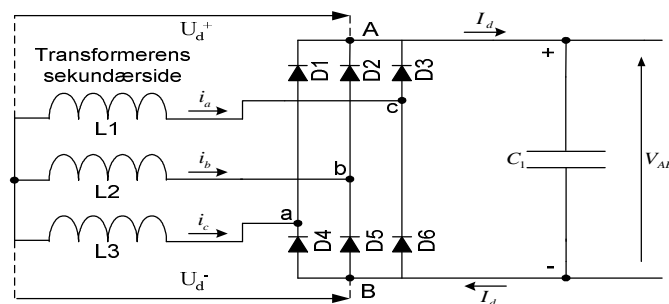 U_d^+
A
I_d
Transformerens
sekundærside
D1
D2
D3
+
i_a
L1
c
i_b
b
C_1
L2
i_c
a
L3
D4
D5
D6
-
B
U_d^-
I_d